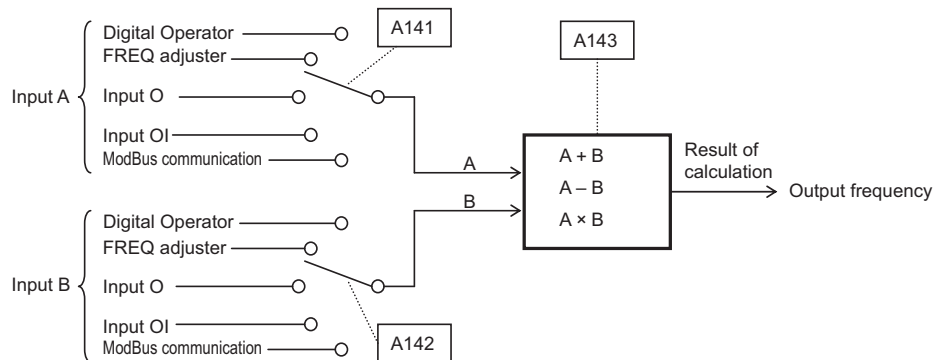 Digital Operator
FREQ adjuster
Input A
Input O
Input OI
ModBus communication
A141
A143
A
B
A + B
A – B
A × B
Result of
calculation
Output frequency
Digital Operator
FREQ adjuster
Input B
Input O
Input OI
ModBus communication
A142